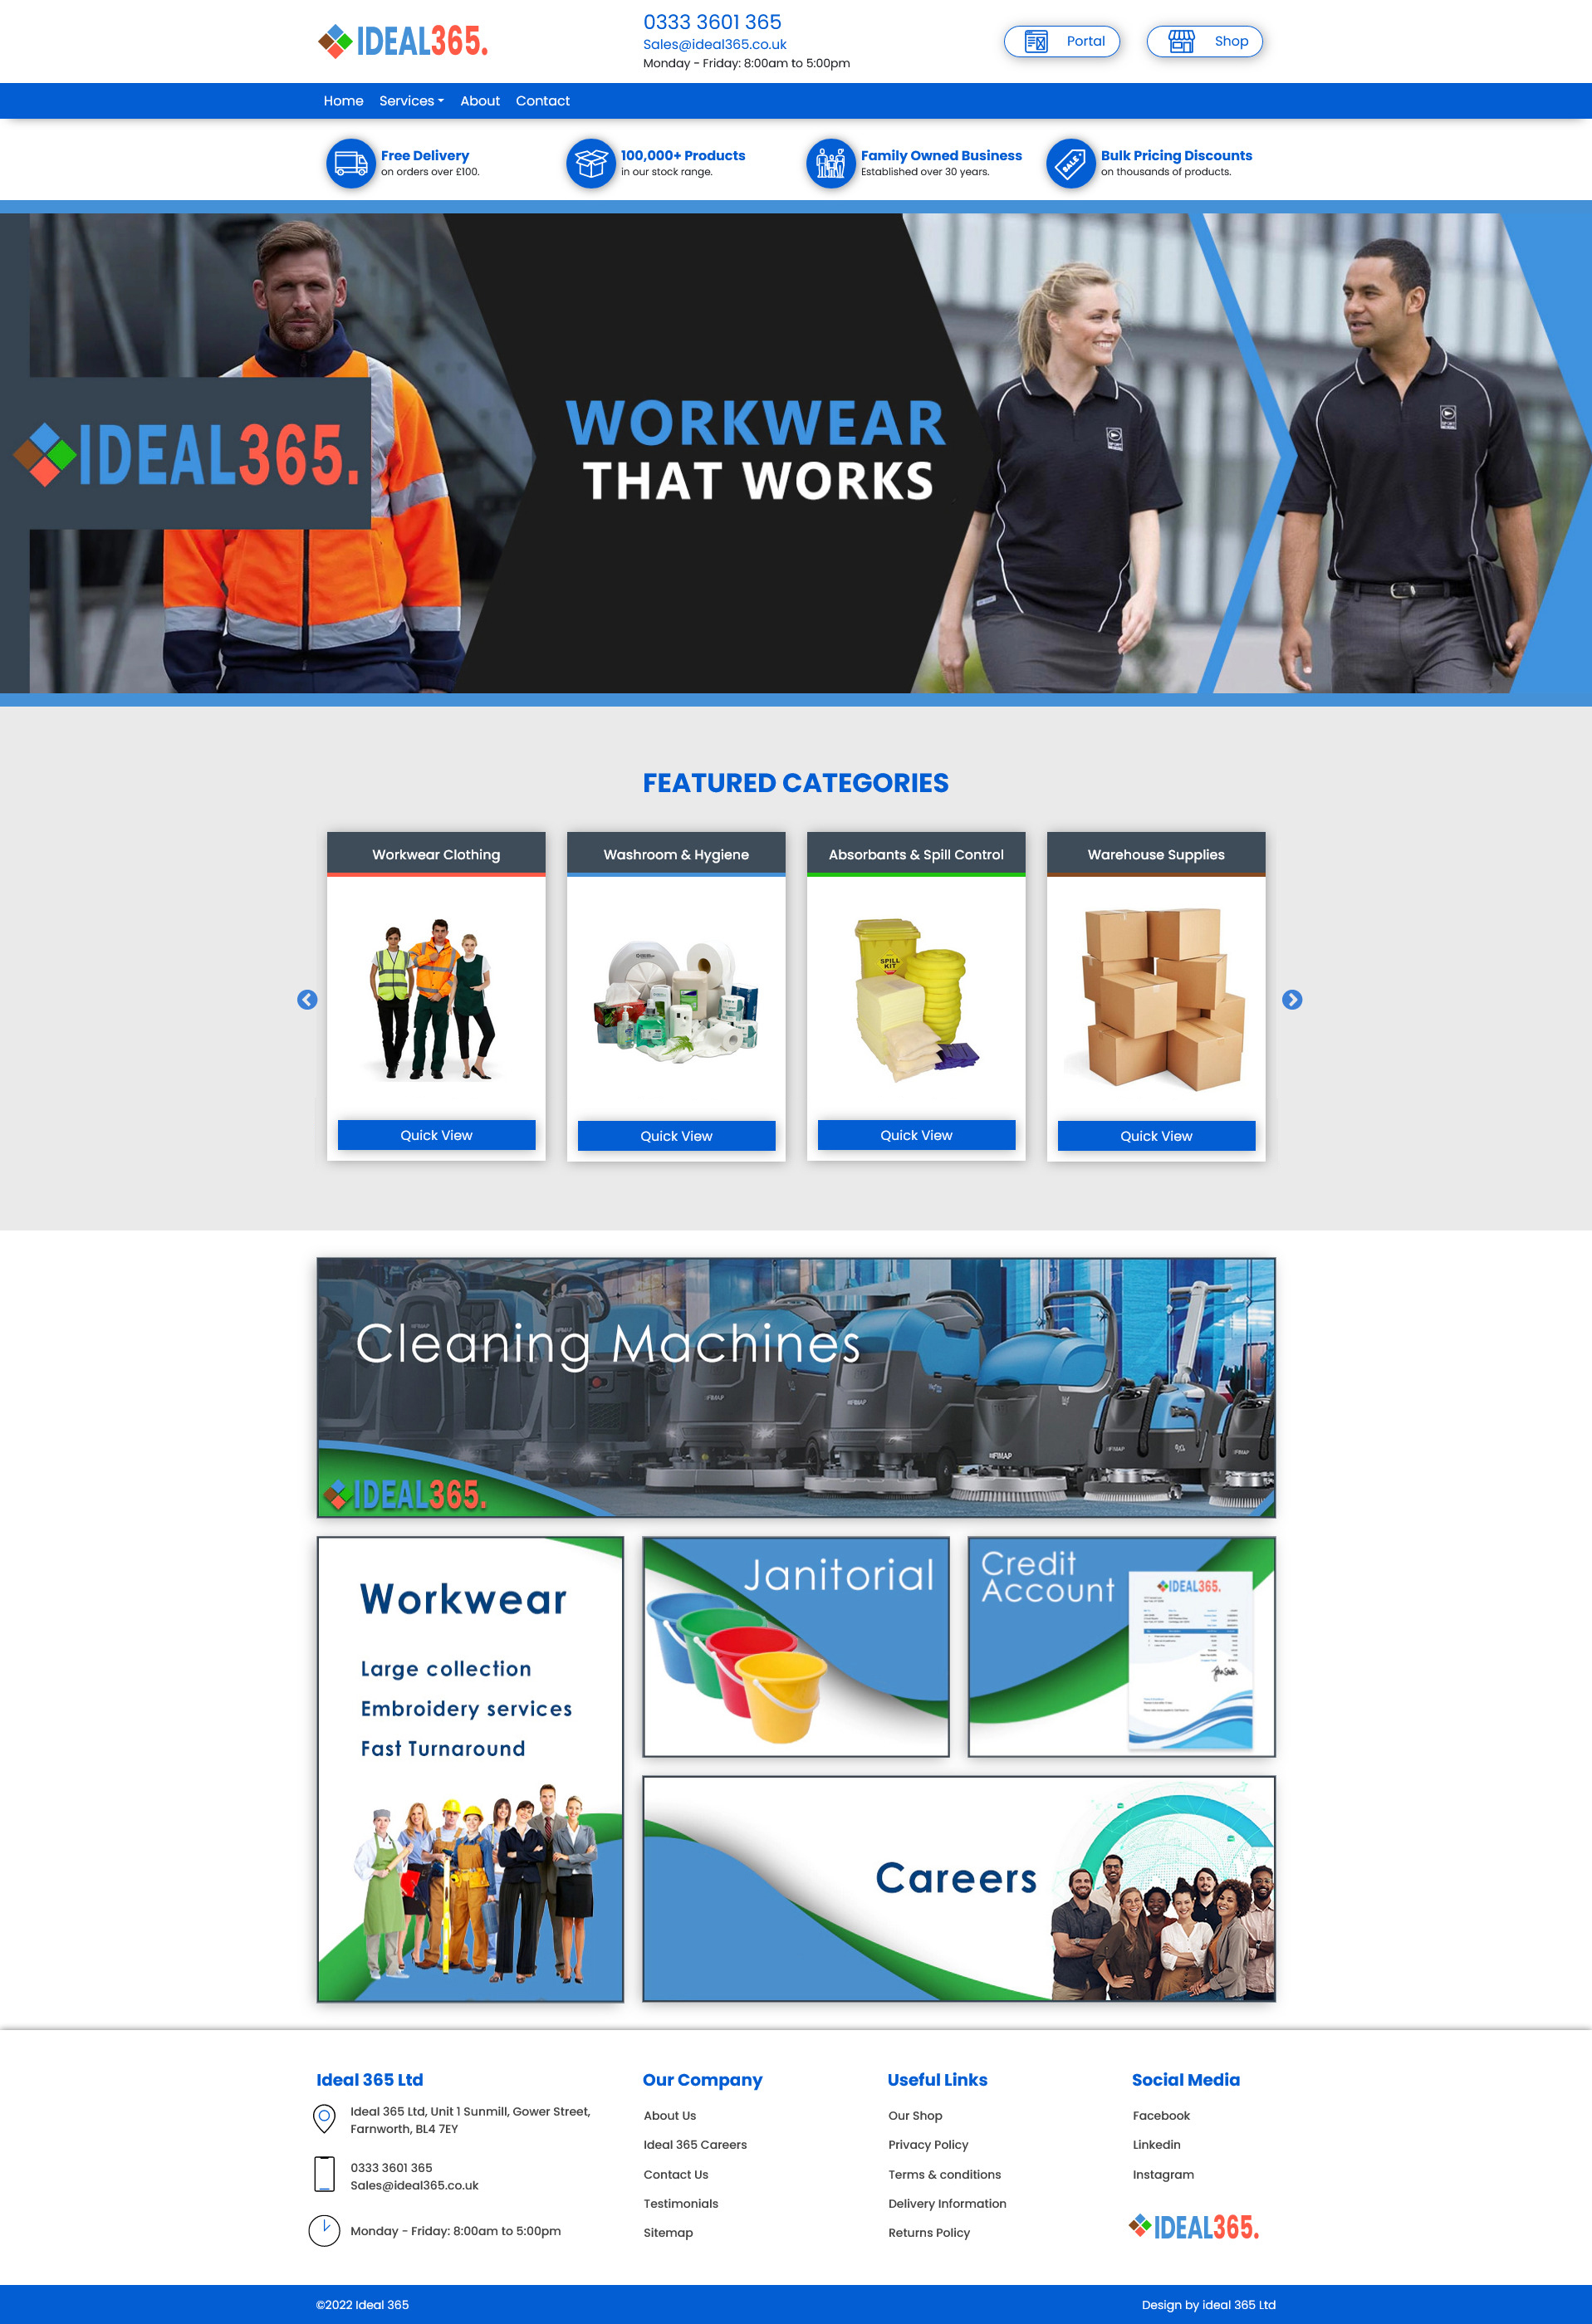 IDEAL365.
0333 3601 365
Sales@ideal365.co.uk
Monday - Friday: 8:00am to 5:00pm
Portal
Shop
Home Services About Contact
Free Delivery
on orders over £100.
100,000+ Products
in our stock range.
Family Owned Business
Established over 30 years.
SALE
Bulk Pricing Discounts
on thousands of products.
IDEAL365.
WORKWEAR
THAT WORKS
FEATURED CATEGORIES
Workwear Clothing
Quick View
Washroom & Hygiene
Quick View
Absorbants & Spill Control
SPILL
KIT
Quick View
Warehouse Supplies
Quick View
Cleaning Machines
FIMAP
FIMAP
FIMAP
FIMAP
IDEAL365.
Workwear
Large collection
Embroidery services
Fast Turnaround
Janitorial
Credit
Account
IDEAL365.
Careers
Ideal 365 Ltd
Ideal 365 Ltd, Unit 1 Sunmill, Gower Street,
Farnworth, BL4 7EY
0333 3601 365
Sales@ideal365.co.uk
Monday - Friday: 8:00am to 5:00pm
Our Company
About Us
Ideal 365 Careers
Contact Us
Testimonials
Sitemap
Useful Links
Our Shop
Privacy Policy
Terms & conditions
Delivery Information
Returns Policy
Social Media
Facebook
Linkedin
Instagram
IDEAL365.
©2022 Ideal 365
Design by ideal 365 Ltd